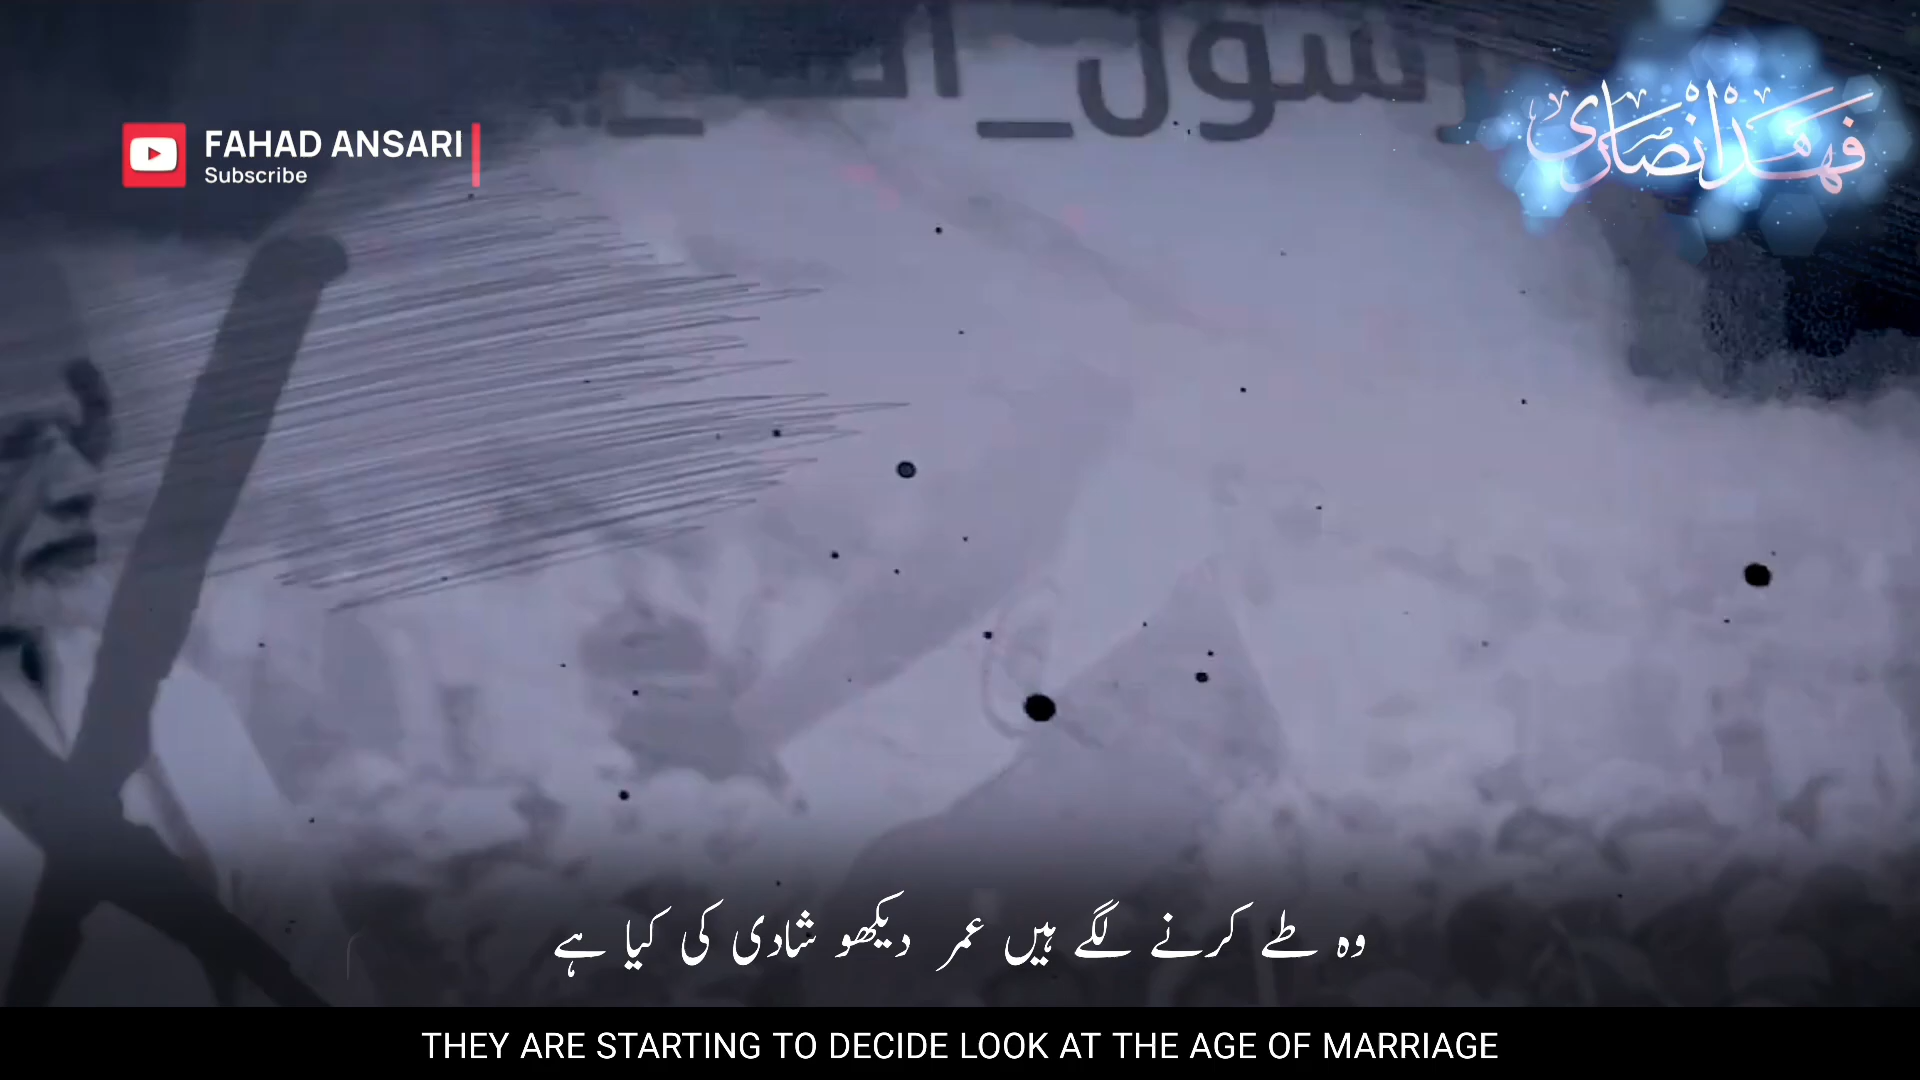 رسول
FAHAD ANSARI
Subscribe
فہد انصاری
وہ طے کرنے لگے ہیں عمر دیکھو شادی کی کیا ہے
THEY ARE STARTING TO DECIDE LOOK AT THE AGE OF MARRIAGE